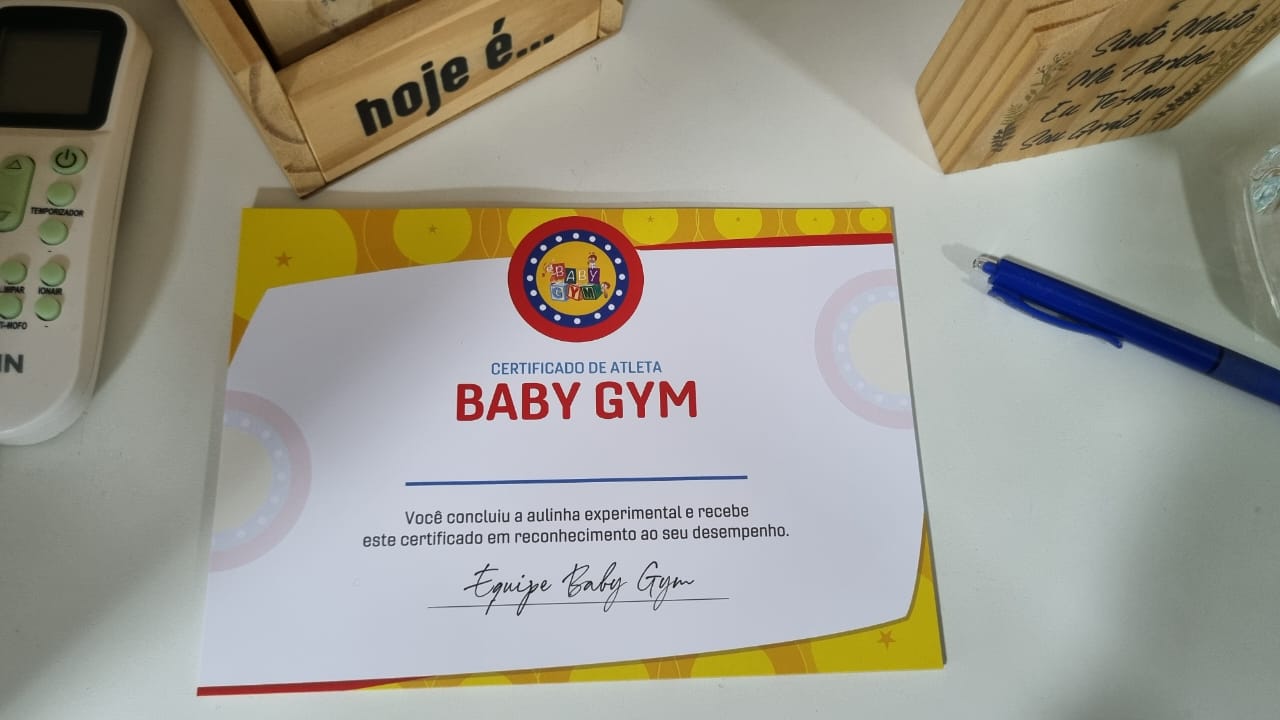 hoje é...
Sinto Muito
Me Perdoe
Eu Te Amo
Sou Grato
TEMPORIZADOR
IONAIR
BABY
GYM
CERTIFICADO DE ATLETA
BABY GYM
Você concluiu a aulinha experimental e recebe
este certificado em reconhecimento ao seu desempenho.
Equipe Baby Gym